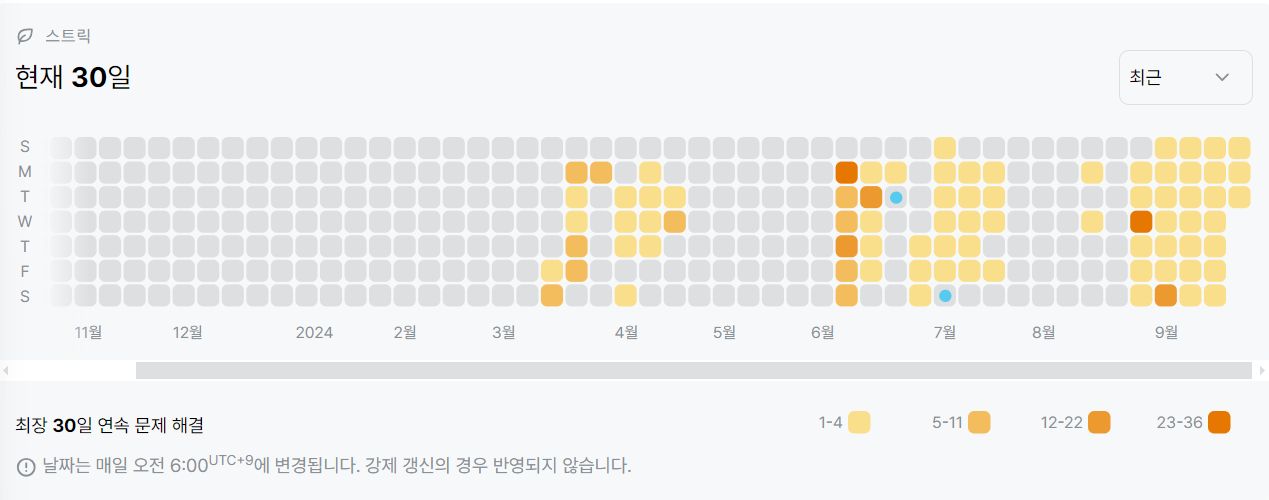 스트릭
현재 30일
최근
S
M
T
W
T
F
S
11월 12월 2024 2월 3월 4월 5월 6월 7월 8월 9월
최장 30일 연속 문제 해결
1-4 5-11 12-22 23-36
날짜는 매일 오전 6:00UTC+9에 변경됩니다. 강제 갱신의 경우 반영되지 않습니다.